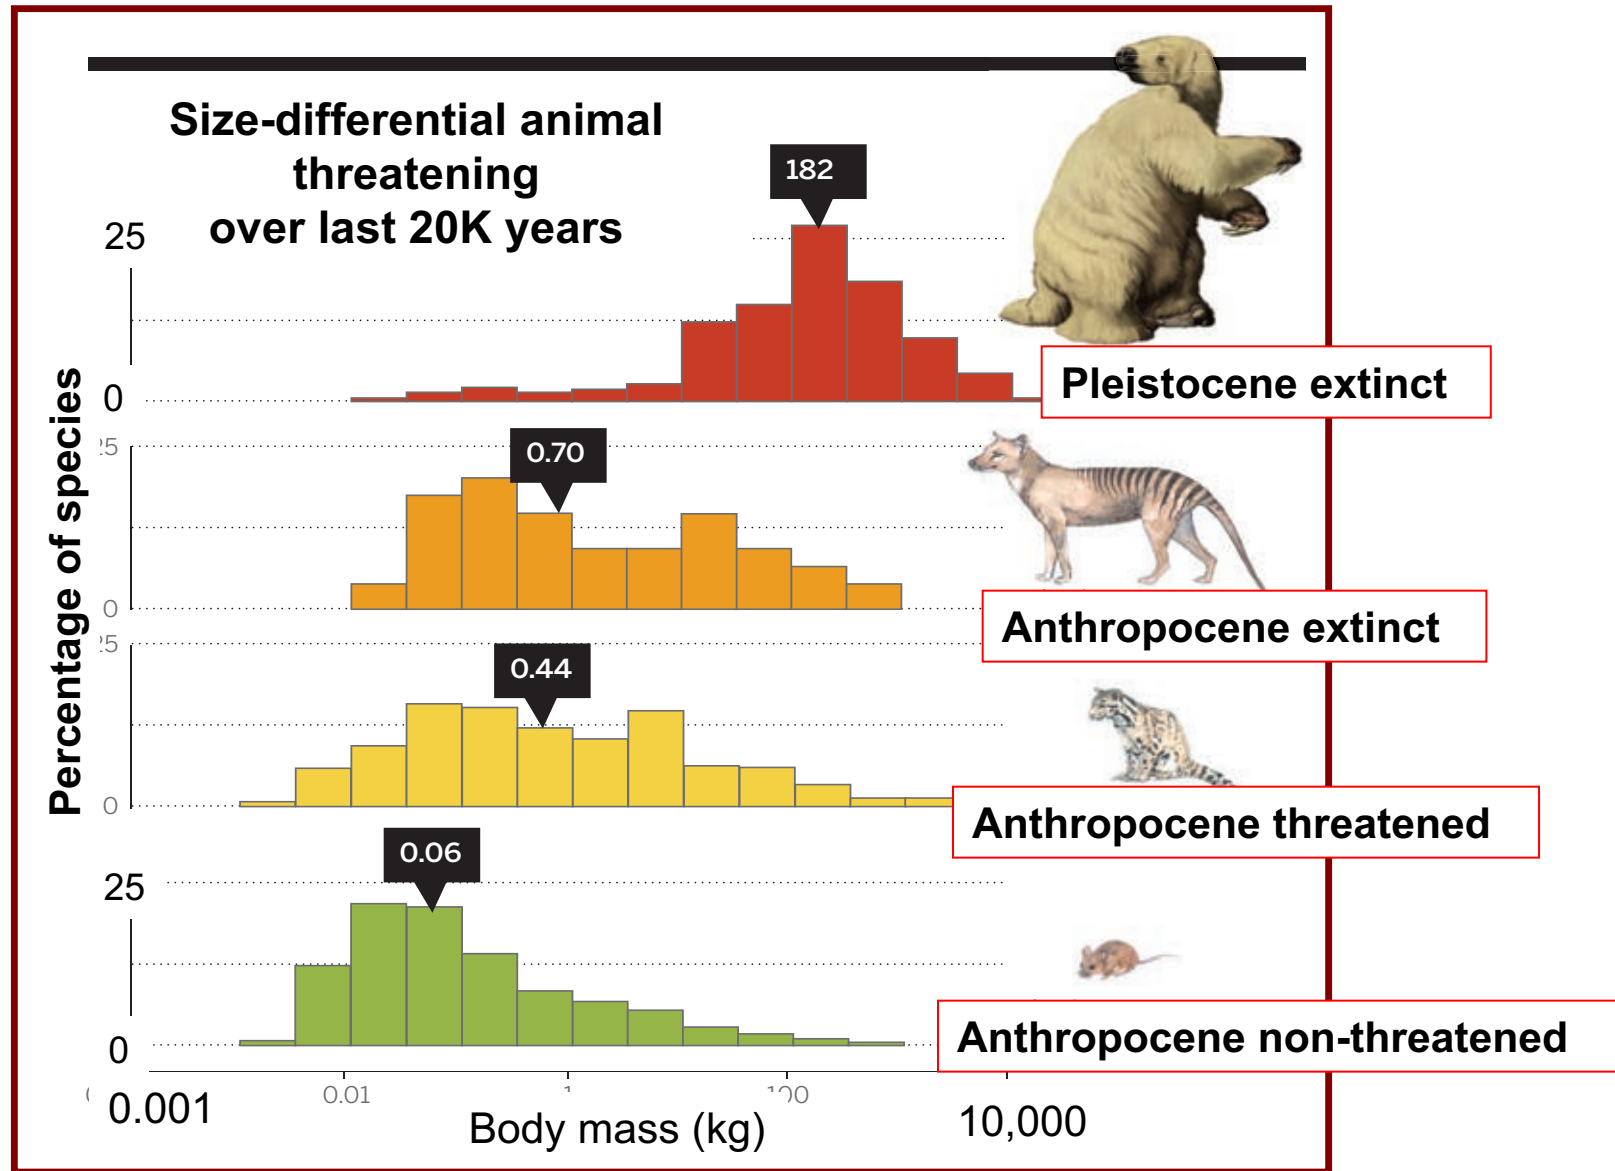 Size-differential animal
threatening
over last 20K years
182
25
0
Pleistocene extinct
Percentage of species
0.70
0
Anthropocene extinct
0.44
0
Anthropocene threatened
0.06
25
0
Anthropocene non-threatened
0.01
1
100
0.001
Body mass (kg)
10,000